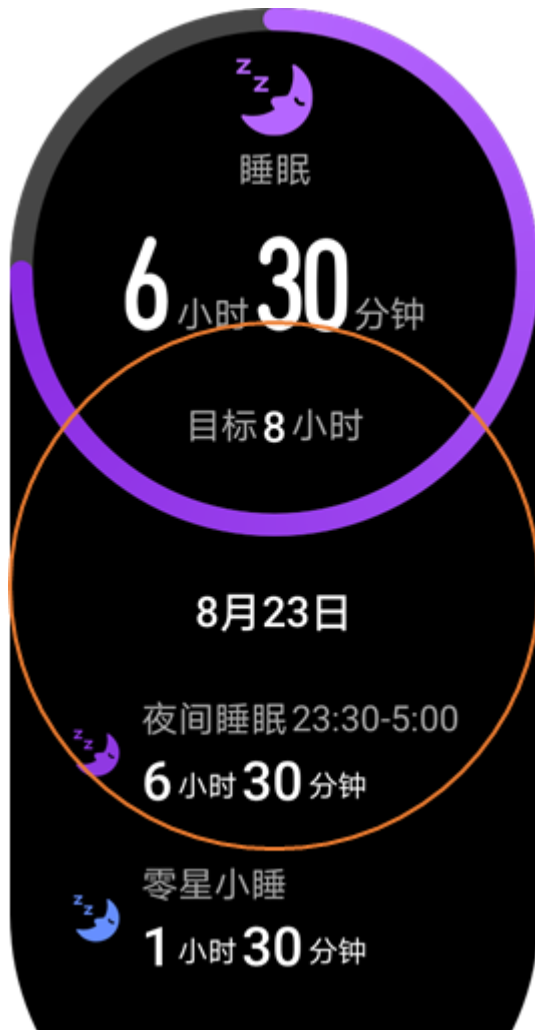 睡眠
6小时30分钟
目标8小时
8月23日
夜间睡眠23:30-5:00
6小时30分钟
零星小睡
1小时30分钟